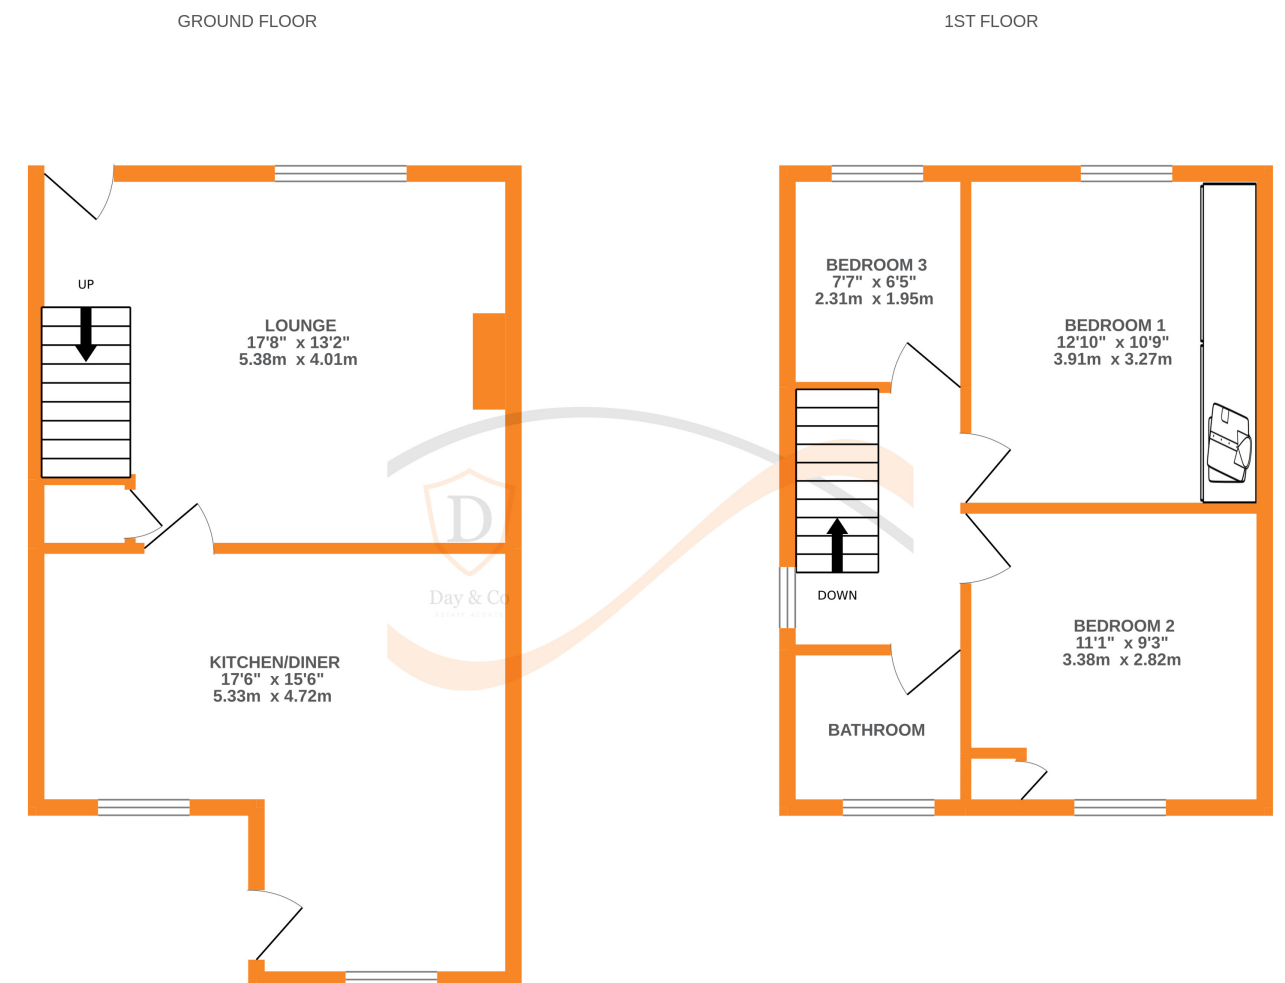 GROUND FLOOR
1ST FLOOR
UP
LOUNGE
17'8" x 13'2"
5.38m x 4.01m
KITCHEN/DINER
17'6" x 15'6"
5.33m x 4.72m
BEDROOM 3
7'7" x 6'5"
2.31m x 1.95m
BEDROOM 1
12'10" x 10'9"
3.91m x 3.27m
DOWN
BEDROOM 2
11'1" x 9'3"
3.38m x 2.82m
BATHROOM
D
Day & Co
ESTATE AGENTS